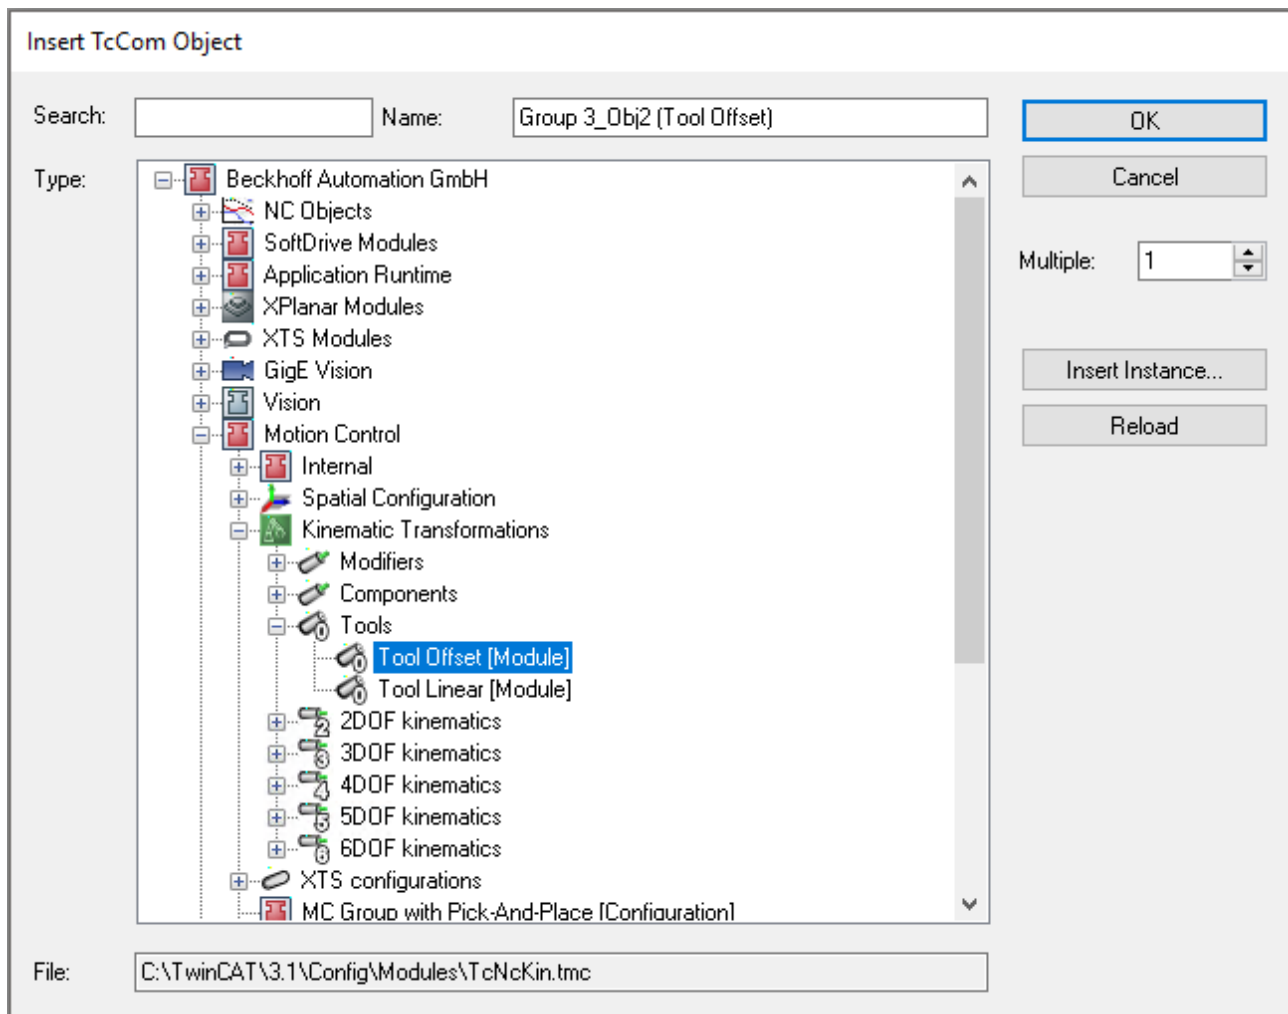 Insert TcCom Object
Search:
Name:
Group 3_Obj2 (Tool Offset)
OK
Type:
Beckhoff Automation GmbH
Cancel
NC Objects
SoftDrive Modules
Multiple:
1
Application Runtime
XPlanar Modules
XTS Modules
GigE Vision
Insert Instance...
Vision
Reload
Motion Control
Internal
Spatial Configuration
Kinematic Transformations
Modifiers
Components
Tools
Tool Offset [Module]
Tool Linear [Module]
2DOF kinematics
3DOF kinematics
4DOF kinematics
5DOF kinematics
6DOF kinematics
XTS configurations
MC Group with Pick-And-Place [Configuration]
File:
C:\TwinCAT\3.1\Config\Modules\TcNcKin.tmc